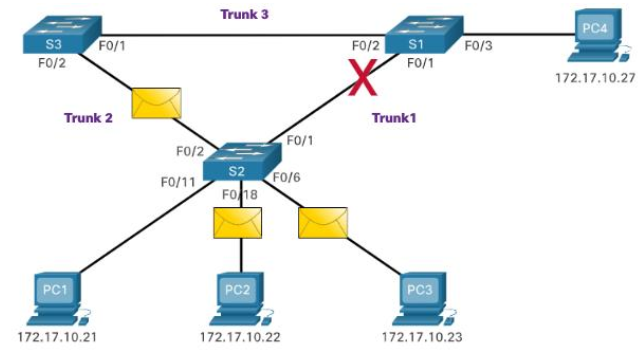 Trunk 3
S3
F0/1
F0/2
S1
F0/3
PC4
F0/2
F0/1
172.17.10.27
Trunk 2
Trunk1
F0/2
F0/1
S2
F0/11
F0/6
F0/18
PC1
PC2
PC3
172.17.10.21
172.17.10.22
172.17.10.23